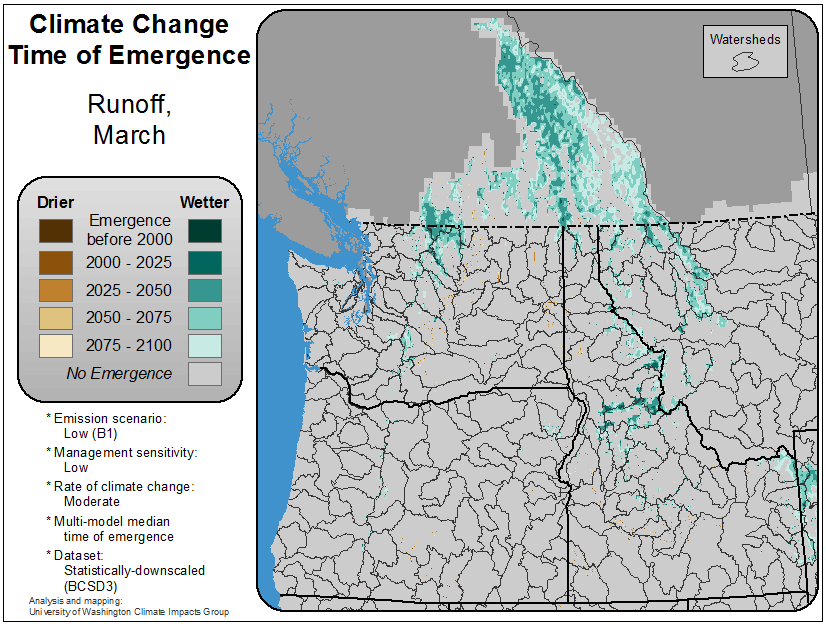 Climate Change
Time of Emergence
Runoff,
March
Drier
Wetter
Emergence
before 2000
2000 - 2025
2025 - 2050
2050 - 2075
2075 - 2100
No Emergence
* Emission scenario:
Low (B1)
* Management sensitivity:
Low
* Rate of climate change:
Moderate
* Multi-model median
time of emergence
* Dataset:
Statistically-downscaled
(BCSD3)
Analysis and mapping:
University of Washington Climate Impacts Group
Watersheds